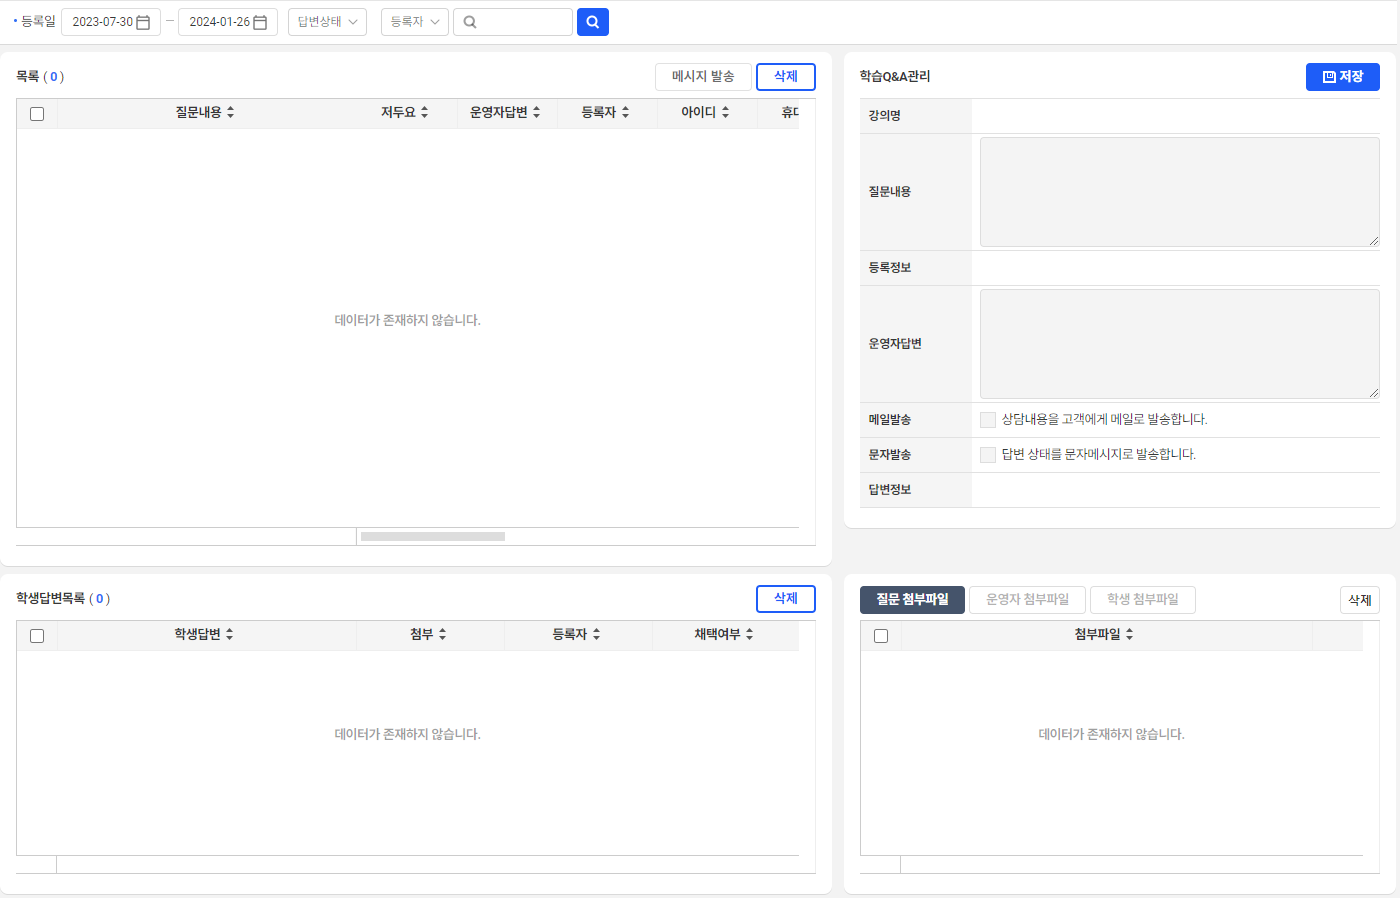 등록일 2023-07-30 – 2024-01-26 답변상태 등록자
목록 ( 0 ) 메시지 발송 삭제
질문내용 저두요 운영자답변 등록자 아이디 휴대
데이터가 존재하지 않습니다.
학습Q&A관리 저장
강의명
질문내용
등록정보
운영자답변
메일발송 상담내용을 고객에게 메일로 발송합니다.
문자발송 답변 상태를 문자메시지로 발송합니다.
답변정보
학생답변목록 ( 0 ) 삭제
학생답변 첨부 등록자 채택여부
데이터가 존재하지 않습니다.
질문 첨부파일 운영자 첨부파일 학생 첨부파일 삭제
첨부파일
데이터가 존재하지 않습니다.